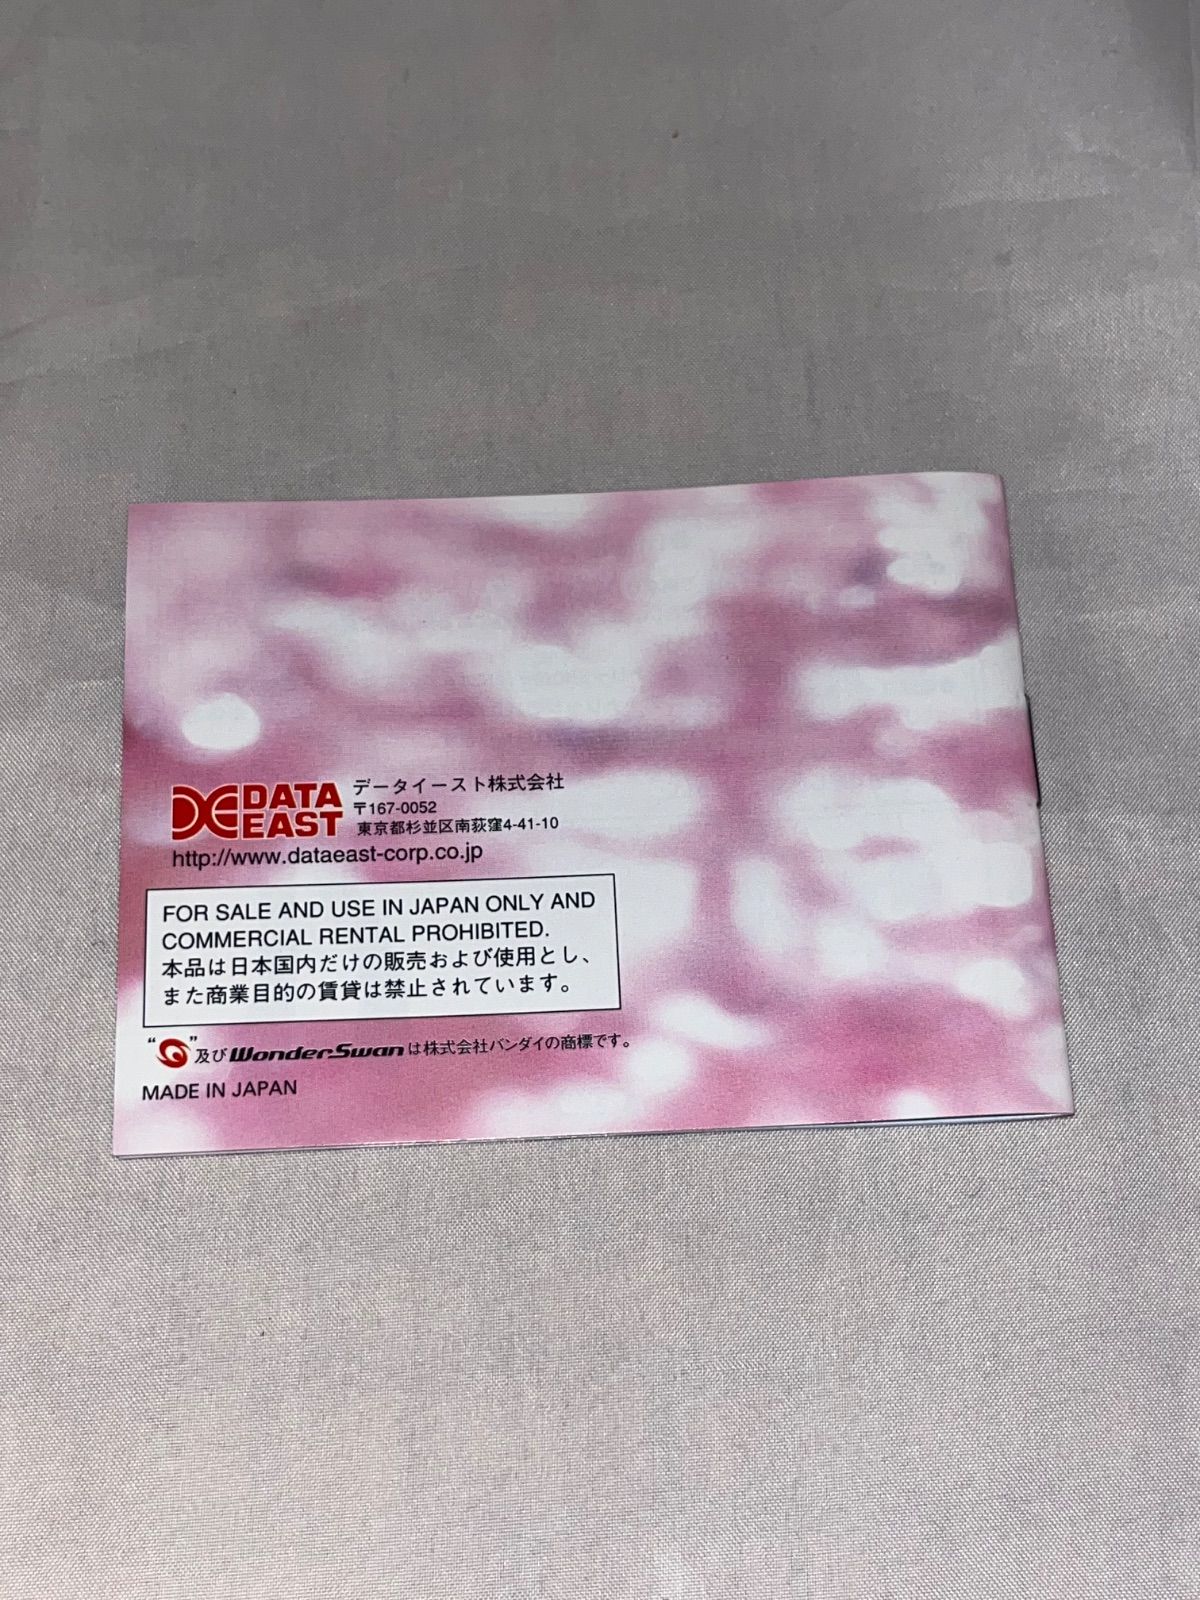 DATA EAST データイースト株式会社
〒167-0052
東京都杉並区南荻窪4-41-10
http://www.dataeast-corp.co.jp
FOR SALE AND USE IN JAPAN ONLY AND
COMMERCIAL RENTAL PROHIBITED.
本品は日本国内だけの販売および使用とし、
また商業目的の賃貸は禁止されています。
“ ”及びWonderSwanは株式会社バンダイの商標です。
MADE IN JAPAN